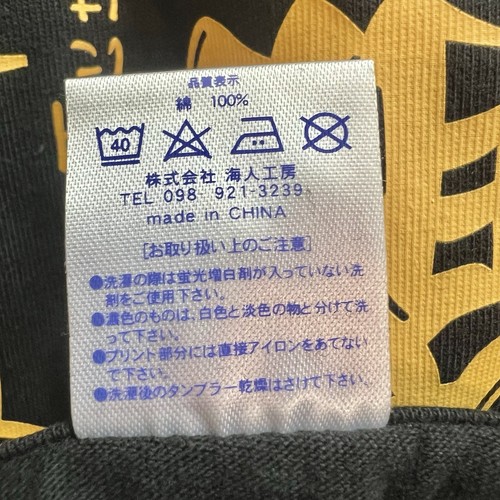 品質表示
綿 100%
40
株式会社 海人工房
TEL 098 921-3239
made in CHINA
[お取り扱い上のご注意]
●洗濯の際は蛍光増白剤が入っていない洗
剤をご使用下さい。
●濃色のものは、白色と淡色の物と分けて洗
って下さい。
●プリント部分には直接アイロンをあてない
で下さい。
●洗濯後のタンブラー乾燥はさけて下さい。